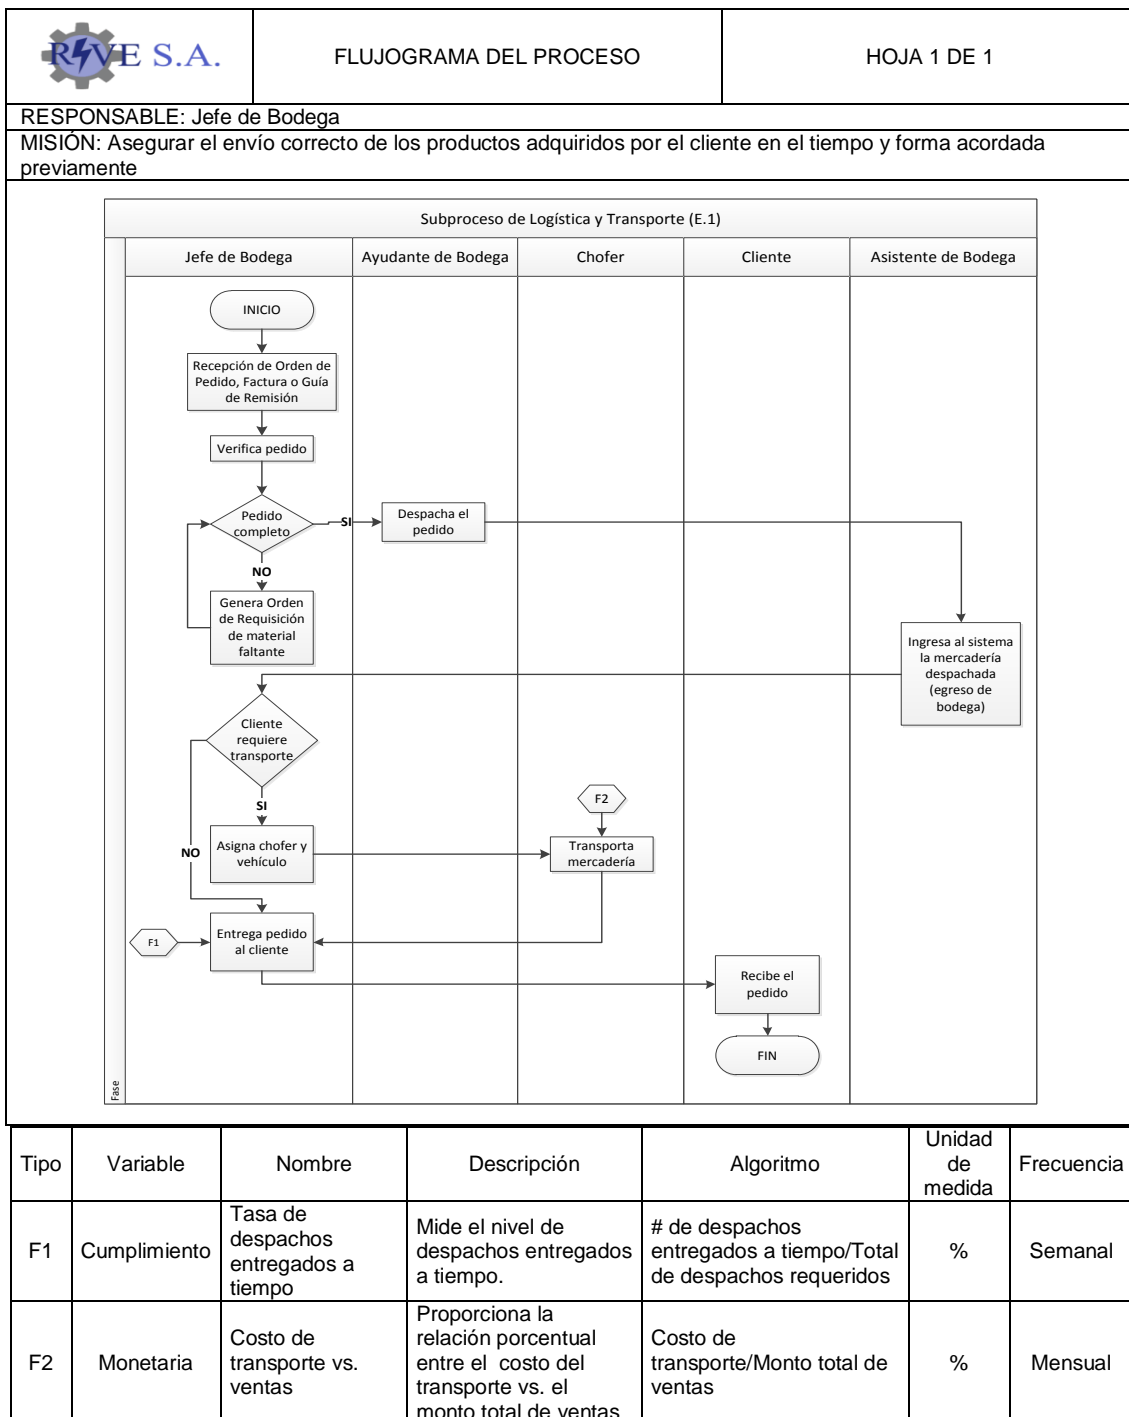 RIVE S.A.
FLUJOGRAMA DEL PROCESO
HOJA 1 DE 1
RESPONSABLE: Jefe de Bodega
MISIÓN: Asegurar el envío correcto de los productos adquiridos por el cliente en el tiempo y forma acordada
previamente
Subproceso de Logística y Transporte (E.1)
Jefe de Bodega
Ayudante de Bodega
Chofer
Cliente
Asistente de Bodega
INICIO
Recepción de Orden de
Pedido, Factura o Guía
de Remisión
Verifica pedido
Pedido
completo
SI
Despacha el
pedido
NO
Genera Orden
de Requisición
de material
faltante
Ingresa al sistema
la mercadería
despachada
(egreso de
bodega)
Cliente
requiere
transporte
SI
F2
NO
Asigna chofer y
vehículo
Transporta
mercadería
F1
Entrega pedido
al cliente
Recibe el
pedido
FIN
Fase
Tipo
Variable
Nombre
Descripción
Algoritmo
Unidad
de
medida
Frecuencia
F1
Cumplimiento
Tasa de
despachos
entregados a
tiempo
Mide el nivel de
despachos entregados
a tiempo.
# de despachos
entregados a tiempo/Total
de despachos requeridos
%
Semanal
F2
Monetaria
Costo de
transporte vs.
ventas
Proporciona la
relación porcentual
entre el costo del
transporte vs. el
monto total de ventas
Costo de
transporte/Monto total de
ventas
%
Mensual